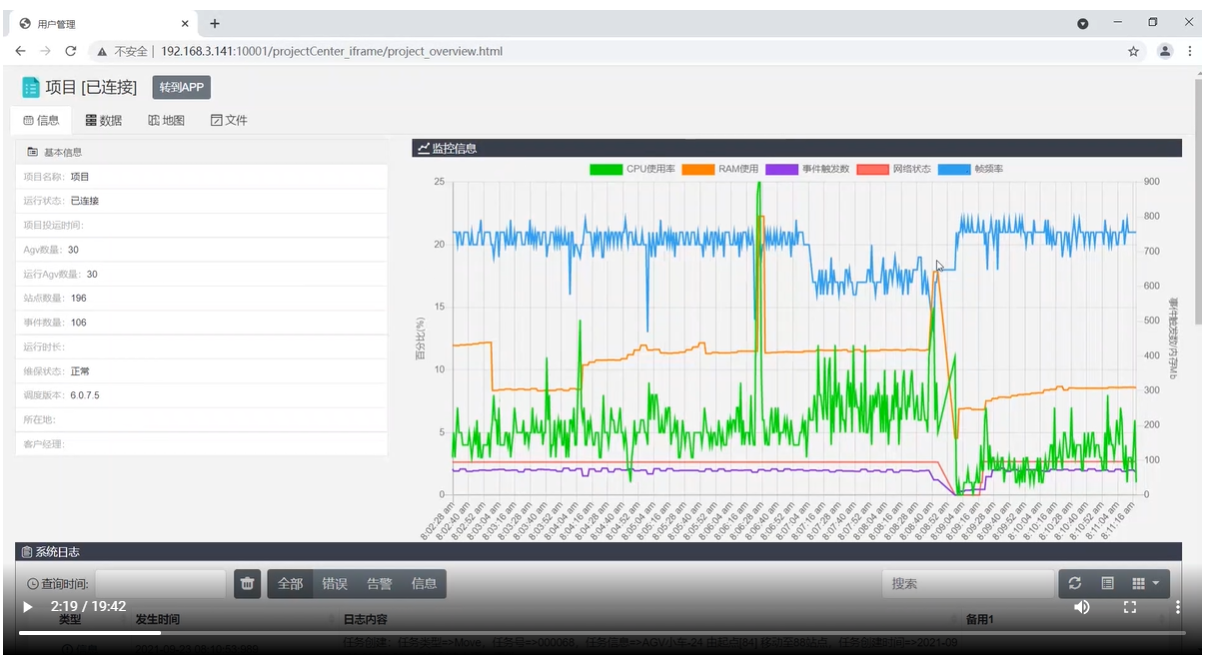 用户管理
不安全 | 192.168.3.141:10001/projectCenter_iframe/project_overview.html
项目 [已连接] 转到APP
信息 数据 地图 文件
基本信息
项目名称: 项目
运行状态: 已连接
项目投运时间:
Agv数量: 30
运行Agv数量: 30
站点数量: 196
事件数量: 106
运行时长:
维保状态: 正常
调度版本: 6.0.7.5
所在地:
客户经理:
监控信息
CPU使用率 RAM使用 事件触发数 网络状态 帧频率
25
20
15
10
5
0
百分比(%)
900
800
700
600
500
400
300
200
100
0
事件触发数/内存Mb
8:02:28 am
8:02:40 am
8:02:52 am
8:03:04 am
8:03:16 am
8:03:28 am
8:03:40 am
8:03:52 am
8:04:04 am
8:04:16 am
8:04:28 am
8:04:40 am
8:04:52 am
8:05:04 am
8:05:16 am
8:05:28 am
8:05:40 am
8:05:52 am
8:06:04 am
8:06:16 am
8:06:28 am
8:06:40 am
8:06:52 am
8:07:04 am
8:07:16 am
8:07:28 am
8:07:40 am
8:07:52 am
8:08:04 am
8:08:16 am
8:08:28 am
8:08:40 am
8:08:52 am
8:09:04 am
8:09:16 am
8:09:28 am
8:09:40 am
8:09:52 am
8:10:04 am
8:10:16 am
8:10:28 am
8:10:40 am
8:10:52 am
8:11:04 am
8:11:16 am
系统日志
查询时间: 全部 错误 告警 信息 搜索
2:19 / 19:42
类型 发生时间 日志内容 备用1
任务创建: 任务类型=>Move, 任务号=>000068, 任务信息=>AGV小车-24 由起点[84] 移动至88站点, 任务创建时间=>2021-09